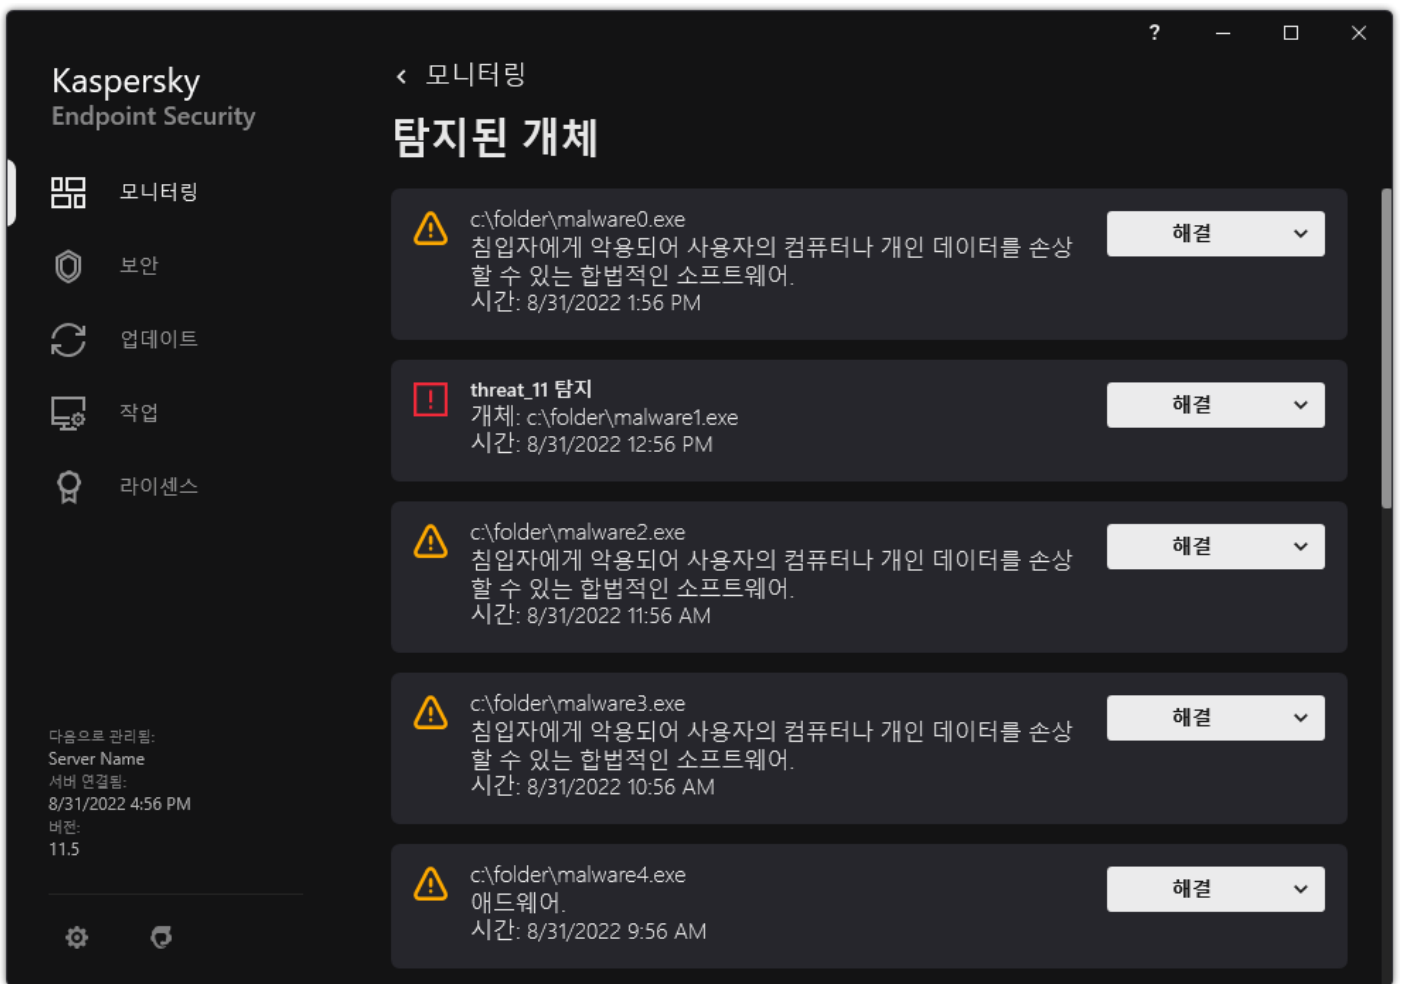 ?
Kaspersky
Endpoint Security
모니터링
보안
업데이트
작업
라이센스
다음으로 관리됨:
Server Name
서버 연결됨:
8/31/2022 4:56 PM
버전:
11.5
모니터링
탐지된 개체
c:\folder\malware0.exe
침입자에게 악용되어 사용자의 컴퓨터나 개인 데이터를 손상
할 수 있는 합법적인 소프트웨어.
시간: 8/31/2022 1:56 PM
해결
threat_11 탐지
개체: c:\folder\malware1.exe
시간: 8/31/2022 12:56 PM
해결
c:\folder\malware2.exe
침입자에게 악용되어 사용자의 컴퓨터나 개인 데이터를 손상
할 수 있는 합법적인 소프트웨어.
시간: 8/31/2022 11:56 AM
해결
c:\folder\malware3.exe
침입자에게 악용되어 사용자의 컴퓨터나 개인 데이터를 손상
할 수 있는 합법적인 소프트웨어.
시간: 8/31/2022 10:56 AM
해결
c:\folder\malware4.exe
애드웨어.
시간: 8/31/2022 9:56 AM
해결